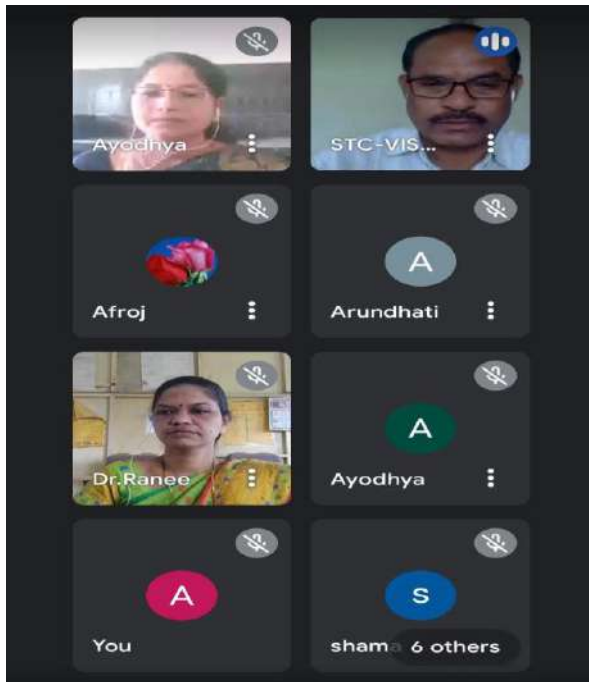 Ayodhya
STC-VIS...
Afroj
A
Arundhati
Dr.Ranee
A
Ayodhya
A
You
S
shama 6 others